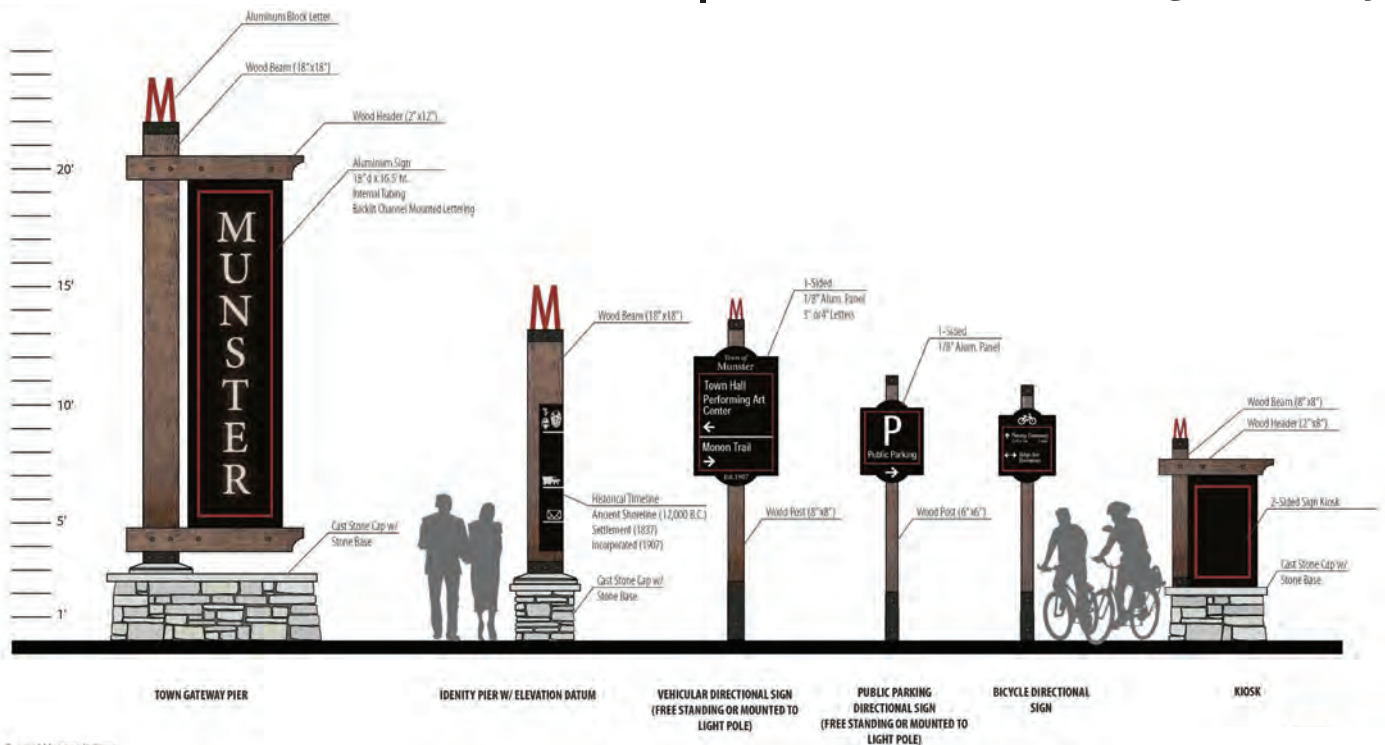 Aluminuns Block Letter
Wood Beam (18"x18")
Wood Header (2"x12")
Aluminium Sign
18" d x 16.5' ht.
Internal Tubing
Backlit Channel Mounted Lettering
20'
15'
10'
5'
1'
M
MUNSTER
Cast Stone Cap w/
Stone Base
M
Wood Beam (18"x18")
Historical Timeline
Ancient Shoreline (12,000 B.C.)
Settlement (1837)
Incorporated (1907)
Cast Stone Cap w/
Stone Base
M
1-Sided
1/8" Alum. Panel
3" or 4" Letters
Town of
Munster
Town Hall
Performing Art
Center
←
Monon Trail
→
Est. 1907
Wood Post (8"x8")
1-Sided
1/8" Alum. Panel
P
Public Parking
→
Wood Post (6"x6")
M
Wood Beam (8"x8")
Wood Header (2"x8")
2-Sided Sign Kiosk
Cast Stone Cap w/
Stone Base
TOWN GATEWAY PIER
IDENITY PIER W/ ELEVATION DATUM
VEHICULAR DIRECTIONAL SIGN
(FREE STANDING OR MOUNTED TO
LIGHT POLE)
PUBLIC PARKING
DIRECTIONAL SIGN
(FREE STANDING OR MOUNTED TO
LIGHT POLE)
BICYCLE DIRECTIONAL
SIGN
KIOSK